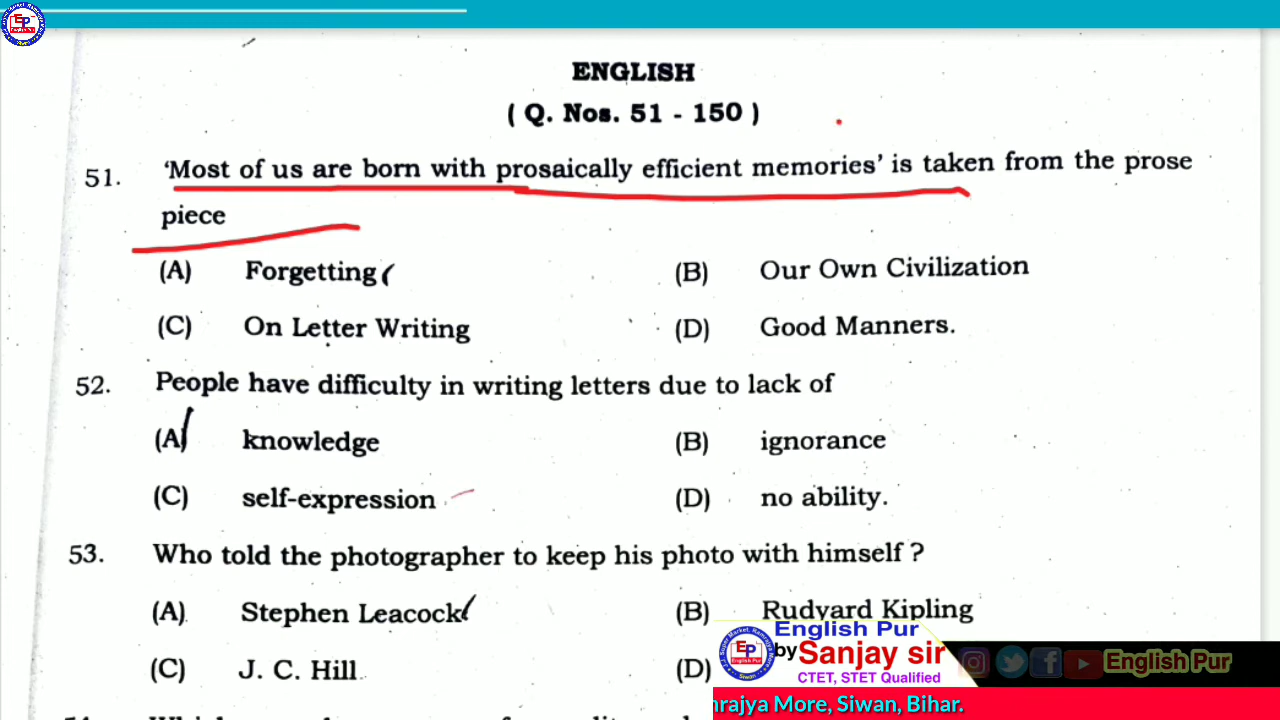 ENGLISH
( Q. Nos. 51 - 150 )
51. 'Most of us are born with prosaically efficient memories' is taken from the prose
piece
(A) Forgetting (B) Our Own Civilization
(C) On Letter Writing (D) Good Manners.
52. People have difficulty in writing letters due to lack of
(A) knowledge (B) ignorance
(C) self-expression (D) no ability.
53. Who told the photographer to keep his photo with himself ?
(A) Stephen Leacock (B) Rudyard Kipling
(C) J. C. Hill (D)
EP
English Pur
by Sanjay sir
CTET, STET Qualified
English Pur
More, Siwan, Bihar.